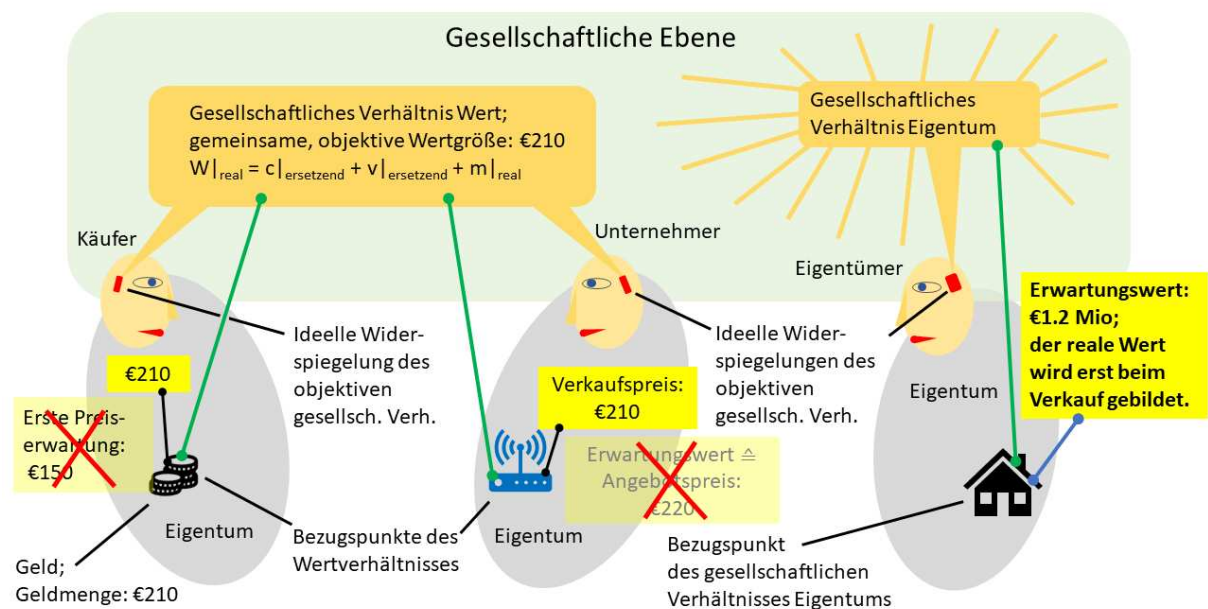 Gesellschaftliche Ebene
Gesellschaftliches Verhältnis Wert;
gemeinsame, objektive Wertgröße: €210
W|real = c|ersetzend + v|ersetzend + m|real
Gesellschaftliches
Verhältnis Eigentum
Käufer
Unternehmer
Eigentümer
Ideelle Wider-
spiegelung des
objektiven
gesellsch. Verh.
Ideelle Wider-
spiegelungen des
objektiven
gesellsch. Verh.
Erwartungswert:
€1.2 Mio;
der reale Wert
wird erst beim
Verkauf gebildet.
€210
Erste Preis-
erwartung:
€150
Verkaufspreis:
€210
Erwartungswert ≙
Angebotspreis:
€220
Eigentum
Eigentum
Eigentum
Geld;
Geldmenge: €210
Bezugspunkte des
Wertverhältnisses
Bezugspunkt
des gesellschaftlichen
Verhältnisses Eigentums